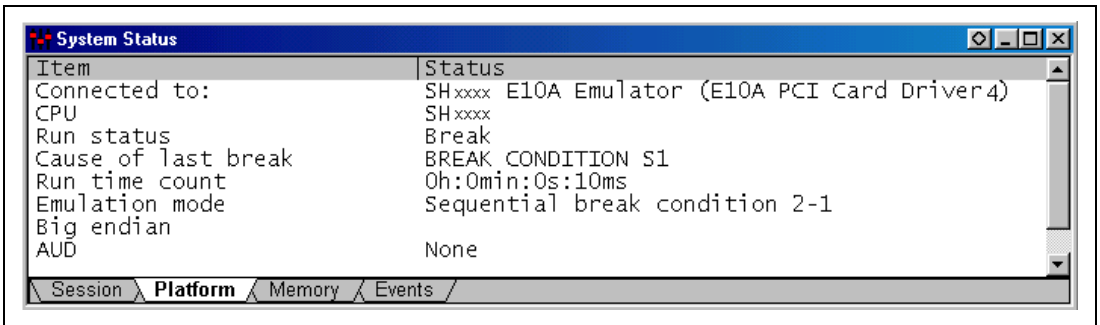 System Status
Item Status
Connected to: SHxxxx E10A Emulator (E10A PCI Card Driver4)
CPU SHxxxx
Run status Break
Cause of last break BREAK CONDITION S1
Run time count 0h:0min:0s:10ms
Emulation mode Sequential break condition 2-1
Big endian
AUD None
Session Platform Memory Events